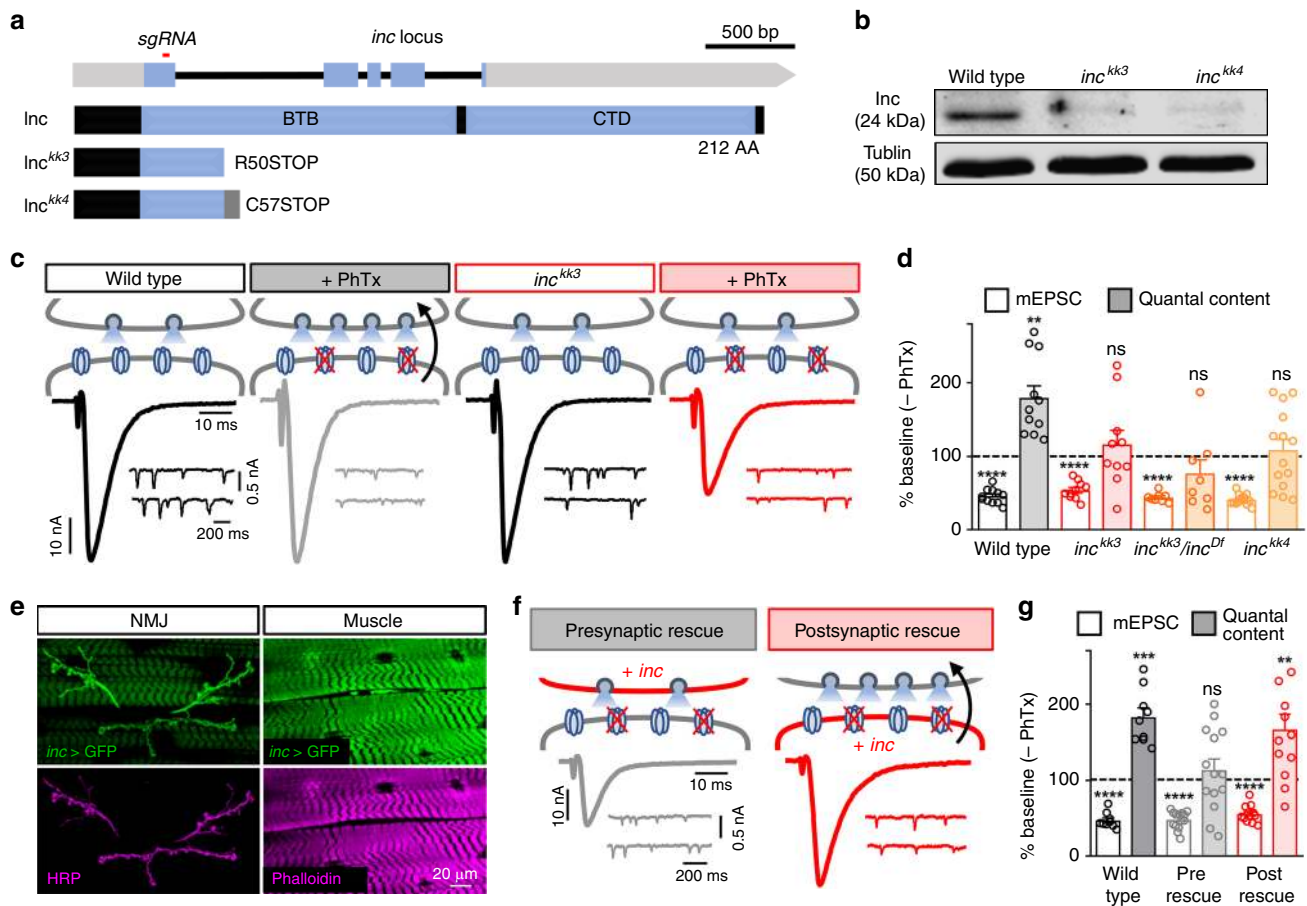 a
sgRNA
inc locus
500 bp
Inc
BTB
CTD
212 AA
Inc^kk3
R50STOP
Inc^kk4
C57STOP
b
Wild type
inc^kk3
inc^kk4
Inc
(24 kDa)
Tublin
(50 kDa)
c
Wild type
+ PhTx
inc^kk3
+ PhTx
10 ms
0.5 nA
10 nA
200 ms
d
mEPSC
Quantal content
% baseline (– PhTx)
200
100
0
****
**
****
ns
****
ns
****
ns
Wild type
inc^kk3
inc^kk3/inc^Df
inc^kk4
e
NMJ
Muscle
inc > GFP
inc > GFP
HRP
Phalloidin
20 μm
f
Presynaptic rescue
Postsynaptic rescue
+ inc
+ inc
10 nA
10 ms
0.5 nA
200 ms
g
mEPSC
Quantal
content
% baseline (– PhTx)
200
100
0
****
***
****
ns
****
**
Wild
type
Pre
rescue
Post
rescue